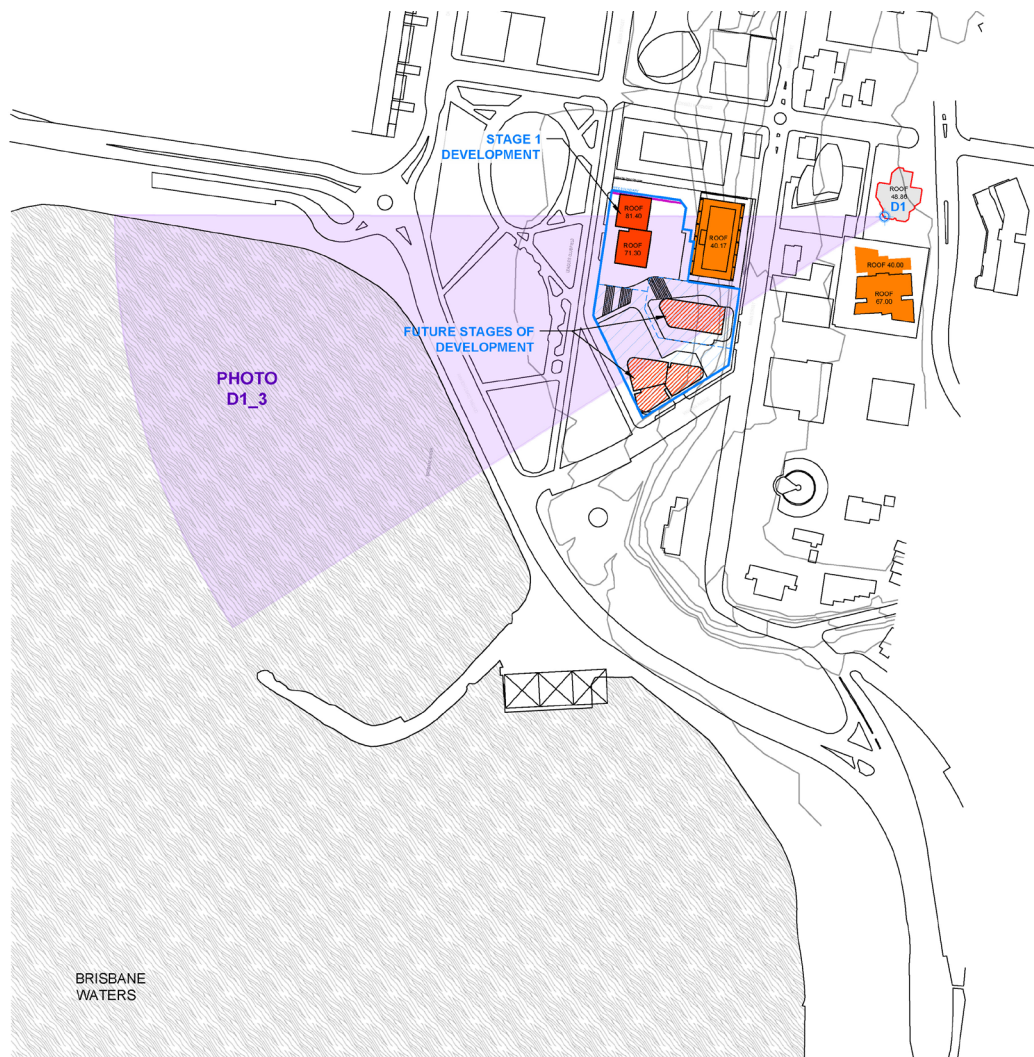 STAGE 1
DEVELOPMENT
ROOF
48.86
D1
ROOF
81.46
ROOF
71.30
ROOF
40.17
ROOF 40.00
ROOF
67.00
FUTURE STAGES OF
DEVELOPMENT
PHOTO
D1_3
BRISBANE
WATERS